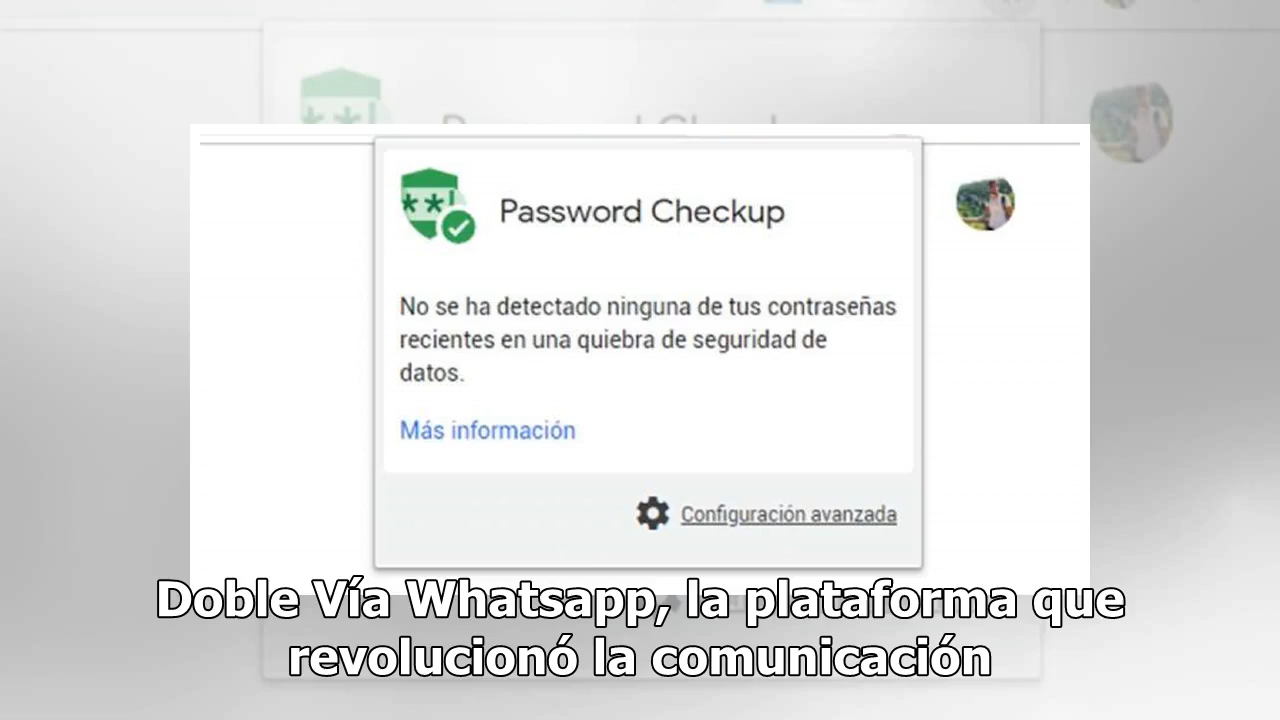 Password Checkup
No se ha detectado ninguna de tus contraseñas
recientes en una quiebra de seguridad de
datos.
Más información
Configuración avanzada
Doble Vía Whatsapp, la plataforma que
revolucionó la comunicación